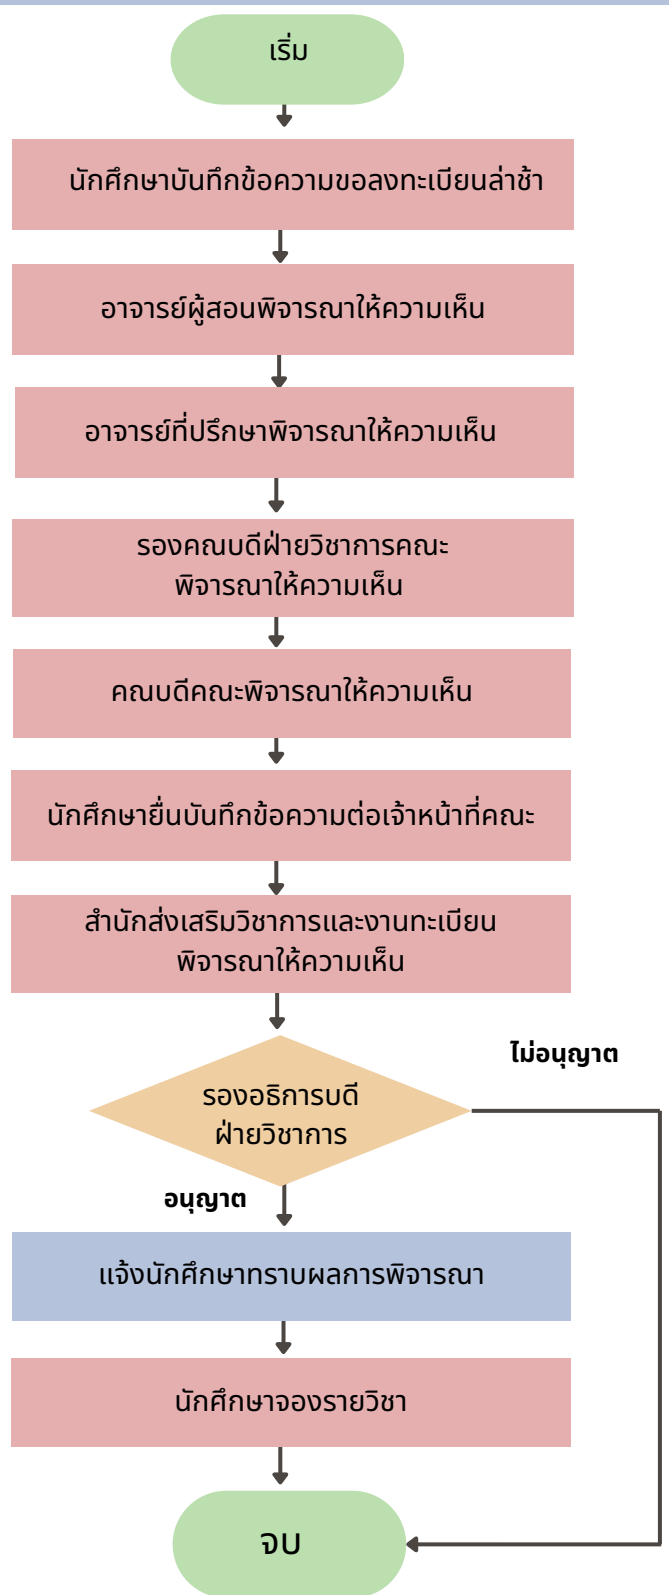 เริ่ม
นักศึกษาบันทึกข้อความขอลงทะเบียนล่าช้า
อาจารย์ผู้สอนพิจารณาให้ความเห็น
อาจารย์ที่ปรึกษาพิจารณาให้ความเห็น
รองคณบดีฝ่ายวิชาการคณะ
พิจารณาให้ความเห็น
คณบดีคณะพิจารณาให้ความเห็น
นักศึกษายื่นบันทึกข้อความต่อเจ้าหน้าที่คณะ
สำนักส่งเสริมวิชาการและงานทะเบียน
พิจารณาให้ความเห็น
ไม่อนุญาต
รองอธิการบดี
ฝ่ายวิชาการ
อนุญาต
แจ้งนักศึกษาทราบผลการพิจารณา
นักศึกษาจองรายวิชา
จบ